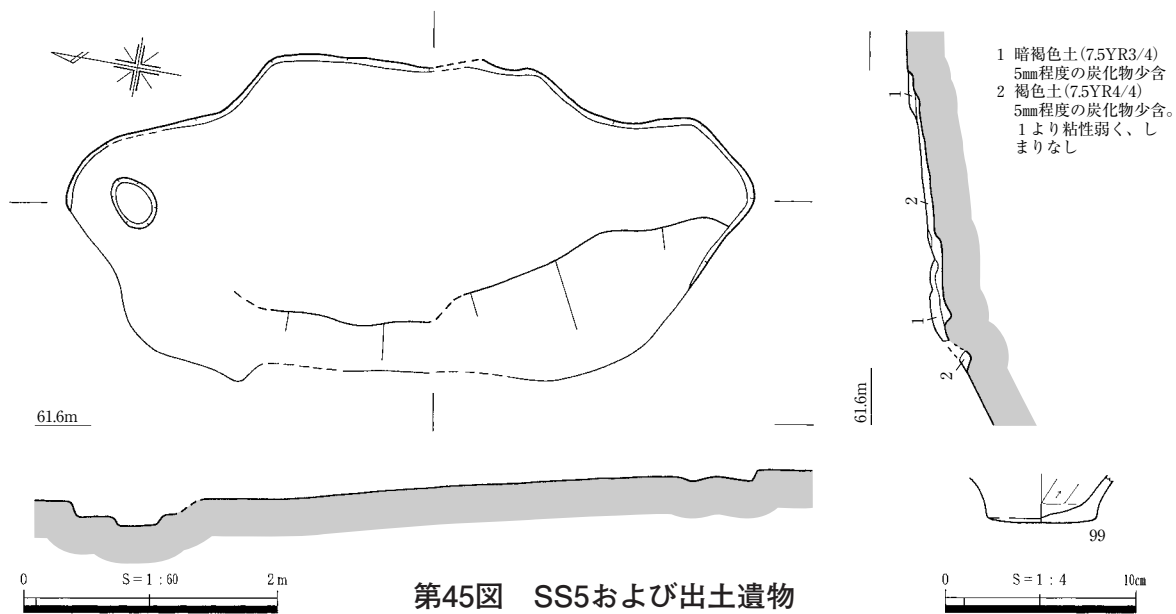 1 暗褐色土(7.5YR3/4)
5㎜程度の炭化物少含
2 褐色土(7.5YR4/4)
5㎜程度の炭化物少含。
1より粘性弱く、し
まりなし
1
2
1
2
61.6m
61.6m
99
0 S=1:60 2m
第45図 SS5および出土遺物
0 S=1:4 10cm